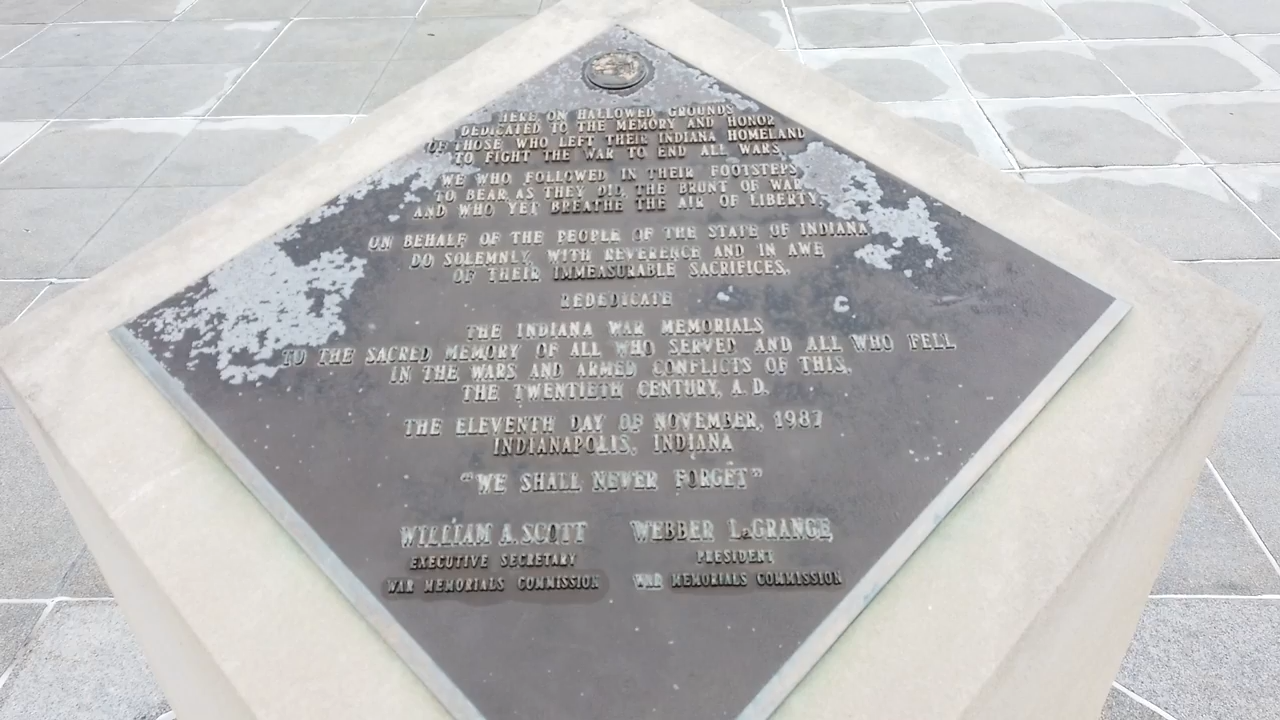 HERE ON HALLOWED GROUNDS
DEDICATED TO THE MEMORY AND HONOR
OF THOSE WHO LEFT THEIR INDIANA HOMELAND
TO FIGHT THE WAR TO END ALL WARS,
WE WHO FOLLOWED IN THEIR FOOTSTEPS
TO BEAR, AS THEY DID, THE BRUNT OF WAR
AND WHO YET BREATHE THE AIR OF LIBERTY,
ON BEHALF OF THE PEOPLE OF THE STATE OF INDIANA
DO SOLEMNLY, WITH REVERENCE AND IN AWE
OF THEIR IMMEASURABLE SACRIFICES,
REDEDICATE
THE INDIANA WAR MEMORIALS
TO THE SACRED MEMORY OF ALL WHO SERVED AND ALL WHO FELL
IN THE WARS AND ARMED CONFLICTS OF THIS,
THE TWENTIETH CENTURY, A.D.
THE ELEVENTH DAY OF NOVEMBER, 1987
INDIANAPOLIS, INDIANA
"WE SHALL NEVER FORGET"
WILLIAM A. SCOTT WEBBER LaGRANGE,
EXECUTIVE SECRETARY PRESIDENT
WAR MEMORIALS COMMISSION WAR MEMORIALS COMMISSION